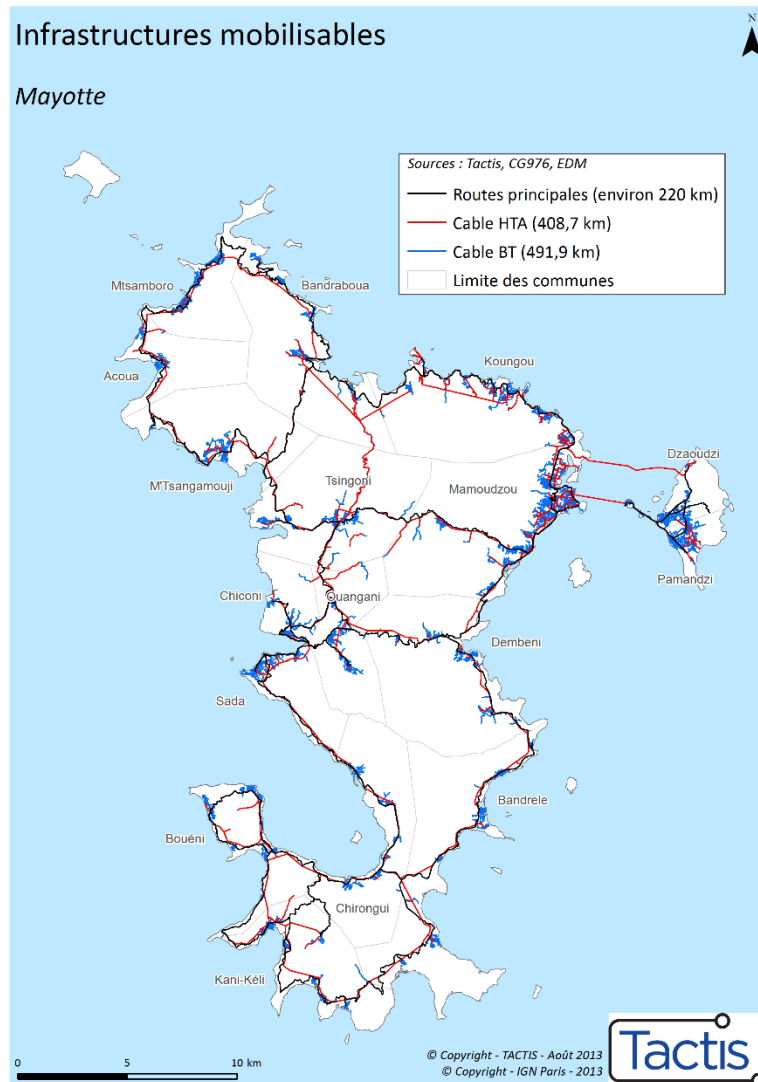 Infrastructures mobilisables
N
Mayotte
Sources : Tactis, CG976, EDM
Routes principales (environ 220 km)
Cable HTA (408,7 km)
Cable BT (491,9 km)
Limite des communes
Mtsamboro
Bandraboua
Koungou
Acoua
Dzaoudzi
M'Tsangamouji
Tsingoni
Mamoudzou
Pamandzi
Chiconi
Ouangani
Dembeni
Sada
Bandrele
Bouéni
Chirongui
Kani-Kéli
0 5 10 km
© Copyright - TACTIS - Août 2013
© Copyright - IGN Paris - 2013
Tactis